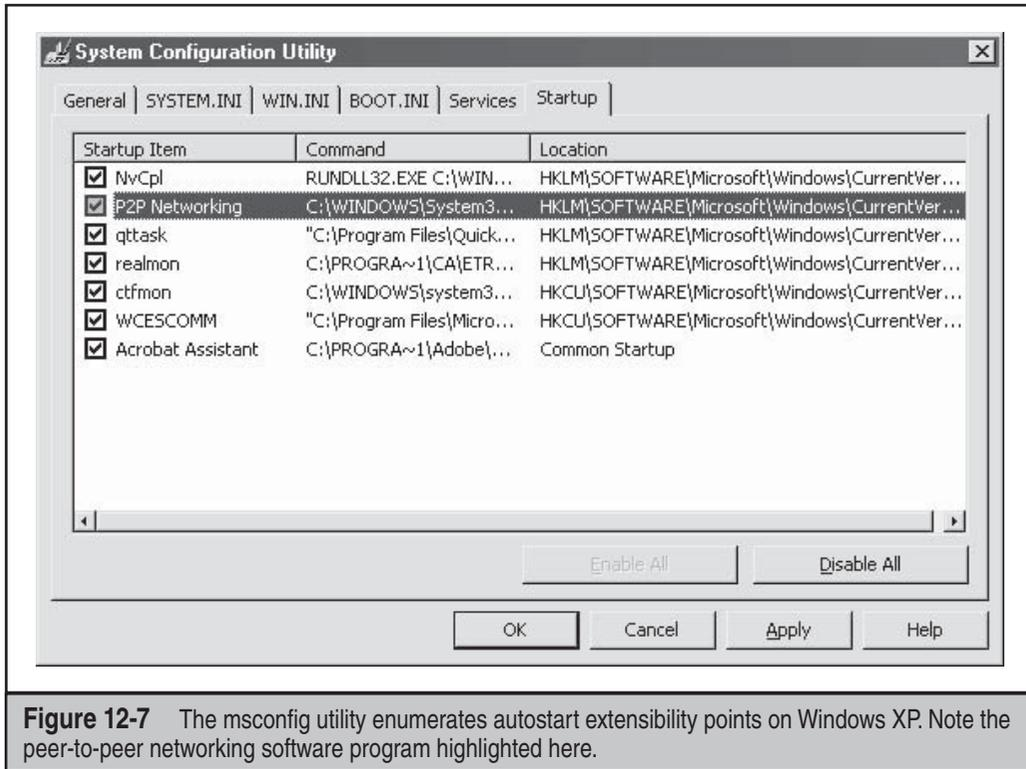 System Configuration Utility
General SYSTEM.INI WIN.INI BOOT.INI Services Startup
Startup Item Command Location
NvCpl RUNDLL32.EXE C:\WIN... HKLM\SOFTWARE\Microsoft\Windows\CurrentVer...
P2P Networking C:\WINDOWS\System3... HKLM\SOFTWARE\Microsoft\Windows\CurrentVer...
qttask "C:\Program Files\Quick... HKLM\SOFTWARE\Microsoft\Windows\CurrentVer...
realmon C:\PROGRA~1\CA\ETR... HKLM\SOFTWARE\Microsoft\Windows\CurrentVer...
ctfmon C:\WINDOWS\system3... HKCU\SOFTWARE\Microsoft\Windows\CurrentVer...
WCESCOMM "C:\Program Files\Micro... HKCU\SOFTWARE\Microsoft\Windows\CurrentVer...
Acrobat Assistant C:\PROGRA~1\Adobe\... Common Startup
Enable All Disable All
OK Cancel Apply Help
Figure 12-7 The msconfig utility enumerates autostart extensibility points on Windows XP. Note the
peer-to-peer networking software program highlighted here.